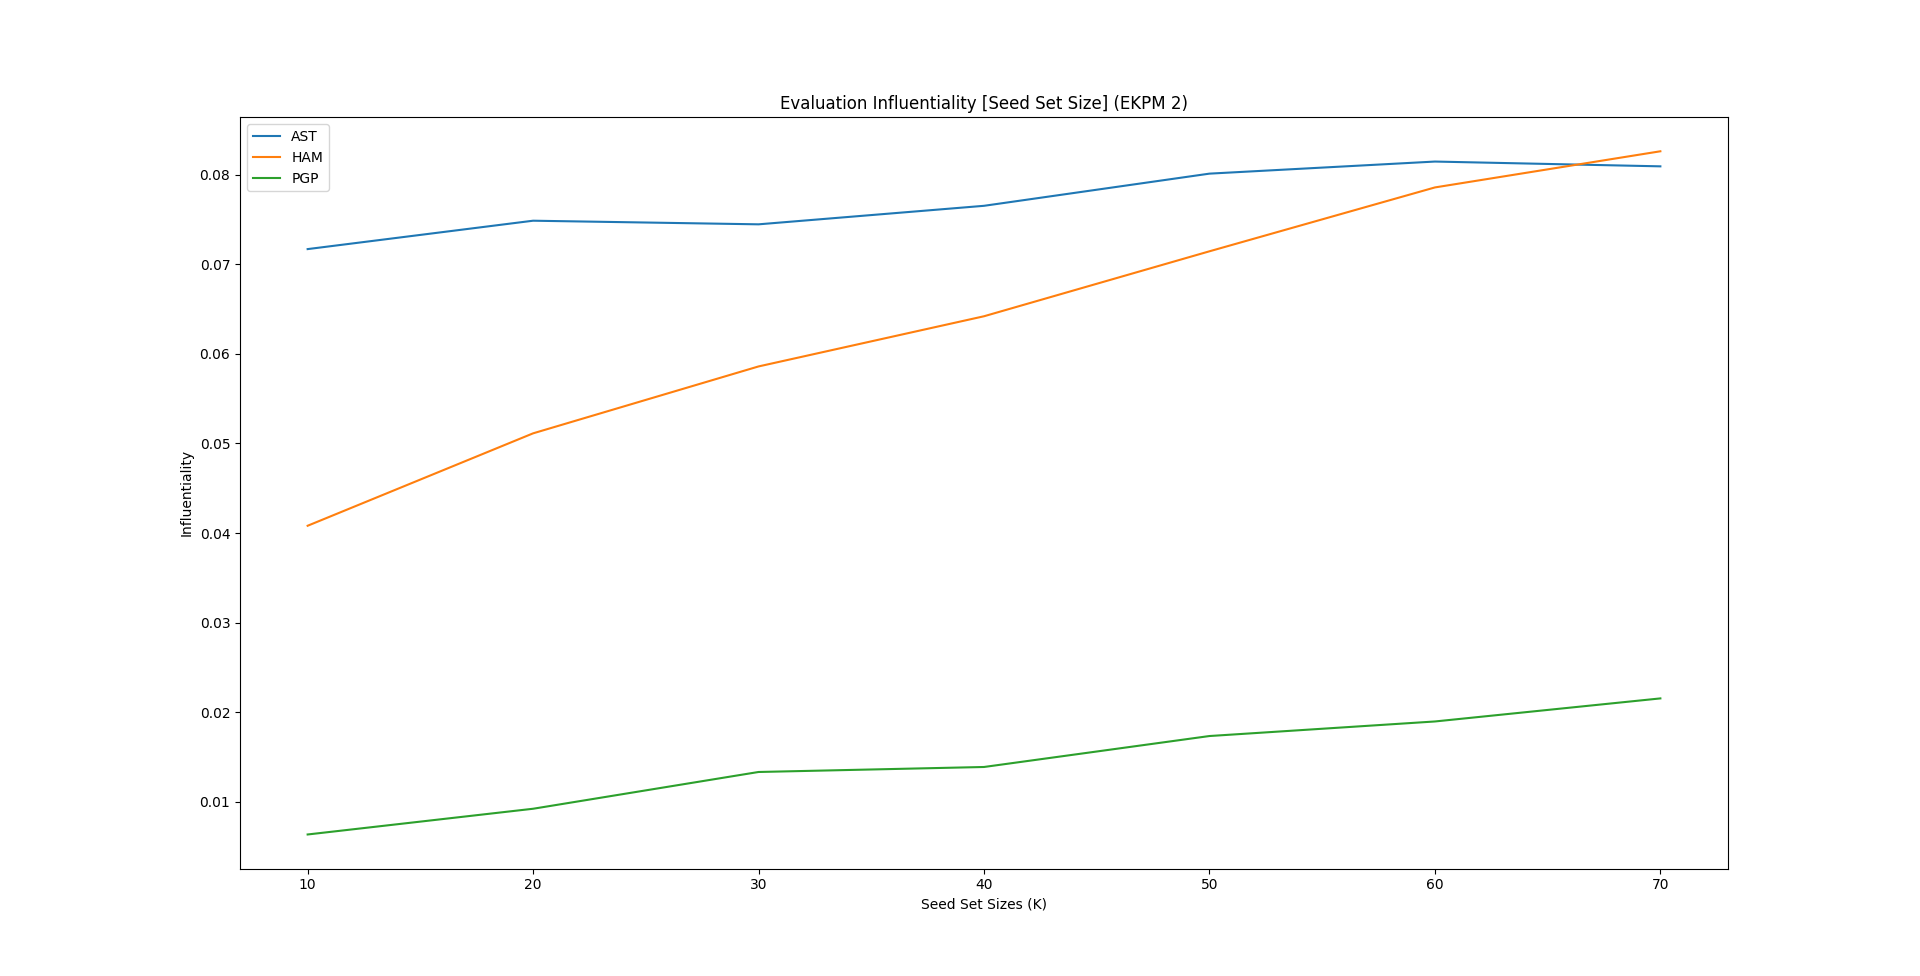 Evaluation Influentiality [Seed Set Size] (EKPM 2)
AST
HAM
PGP
0.08
0.07
0.06
0.05
0.04
0.03
0.02
0.01
Influentiality
10 20 30 40 50 60 70
Seed Set Sizes (K)